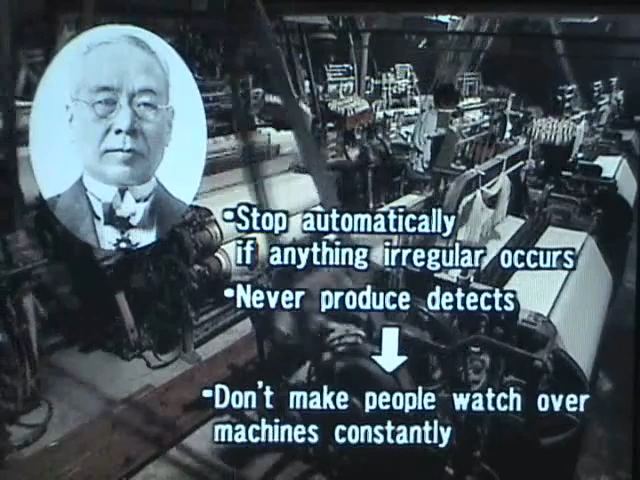 •Stop automatically
if anything irregular occurs
•Never produce detects
•Don't make people watch over
machines constantly